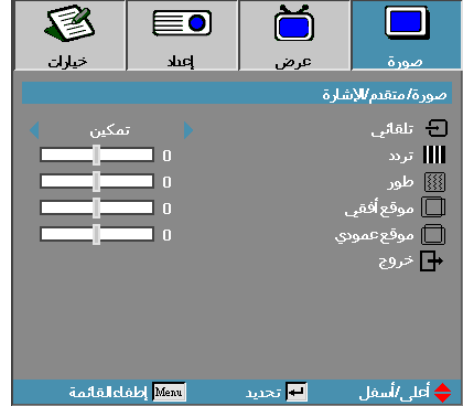 صورة عرض إعداد خيارات
صورة/متقدم/الإشارة
تلقائي تمكين
تردد 0
طور 0
موقع أفقي 0
موقع عمودي 0
خروج
أعلى/أسفل تحديد Menu إطفاء القائمة